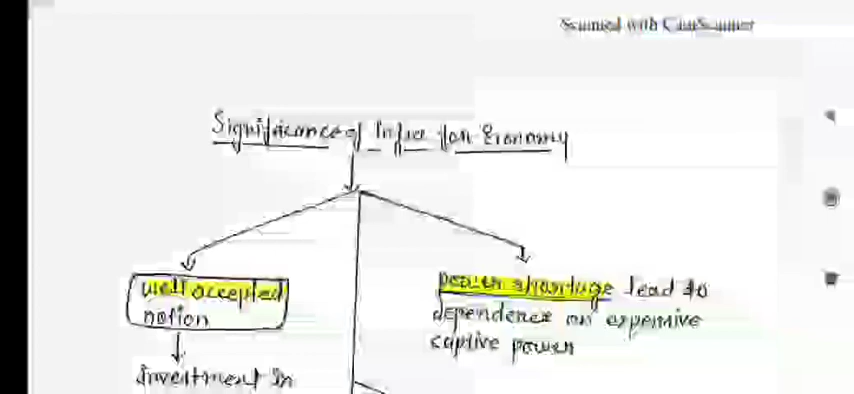 Scanned with CamScanner
Significance of Infra for Economy
well accepted
notion
Investment in
power shortage lead to
dependence on expensive
captive power